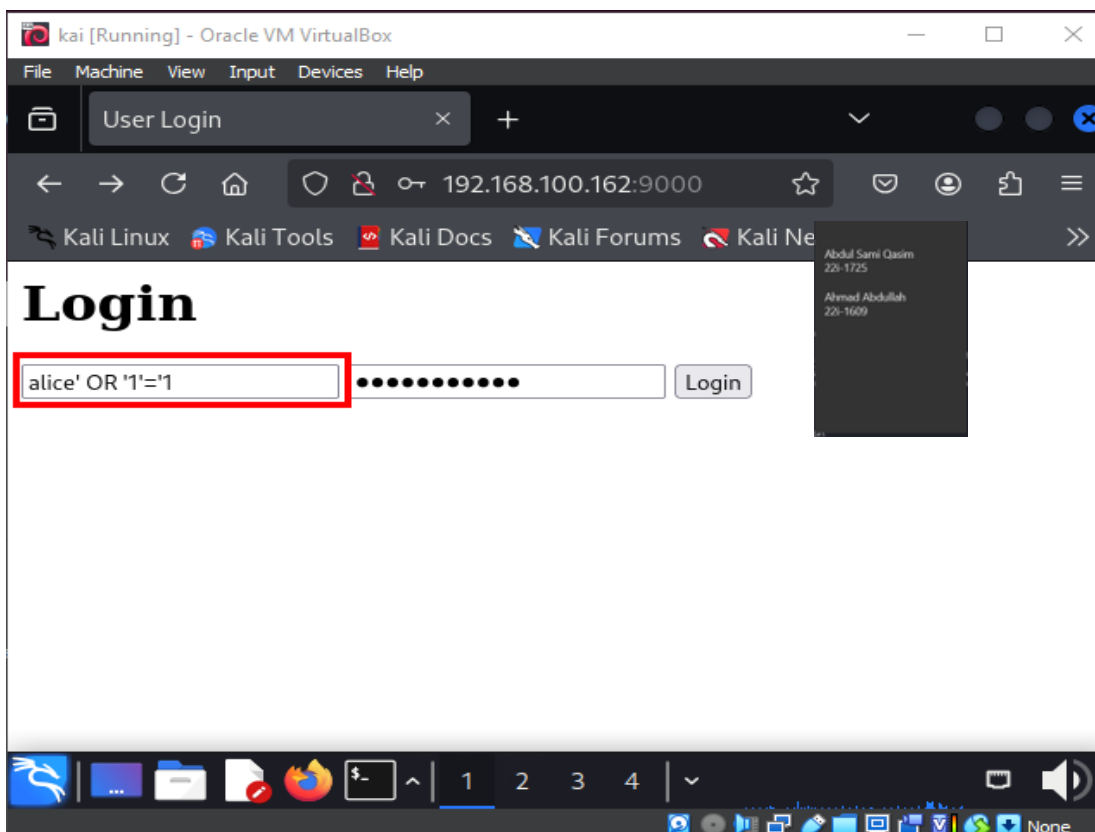 kai [Running] - Oracle VM VirtualBox
File Machine View Input Devices Help
User Login
192.168.100.162:9000
Kali Linux Kali Tools Kali Docs Kali Forums Kali Ne
Abdul Sami Qasim
22i-1725
Ahmad Abdullah
22i-1609
Login
alice' OR '1'='1
Login
1 2 3 4
None